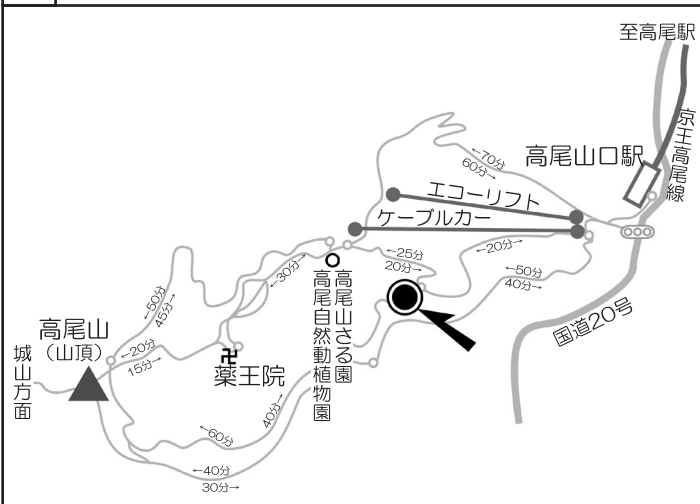 至高尾駅
京王高尾線
高尾山口駅
←70分
60分→
エコーリフト
ケーブルカー
←20分→
←25分
20分→
←50分
40分→
国道20号
←30分→
高尾山さる園
高尾自然動植物園
←50分
45分→
高尾山
（山頂）
←20分
15分→
卍
薬王院
城山方面
40分→
←60分
←40分
30分→